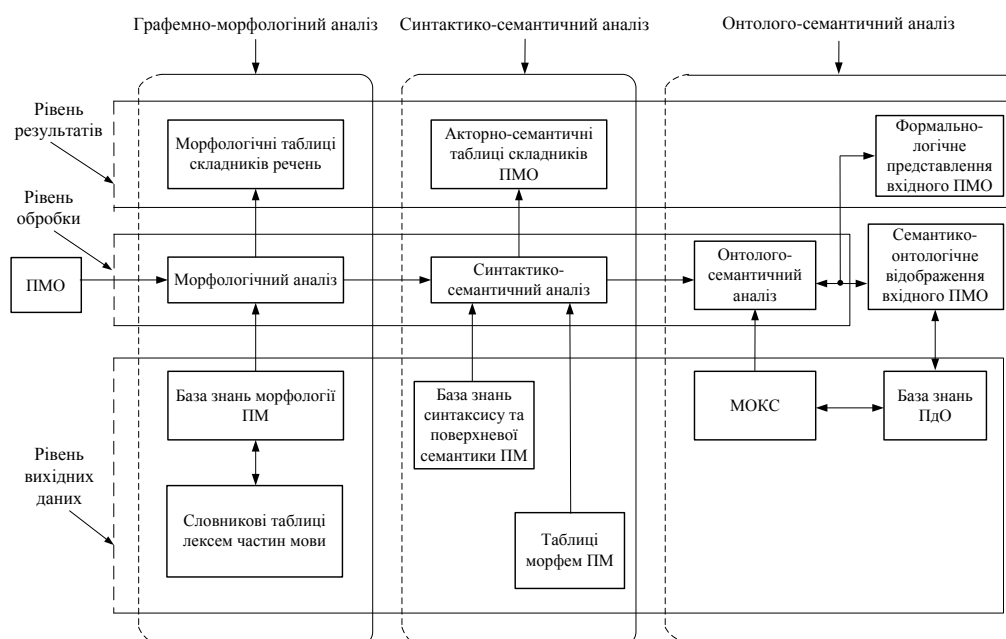 Графемно-морфологіний аналіз
Синтактико-семантичний аналіз
Онтолого-семантичний аналіз
Рівень
результатів
Морфологічні таблиці
складників речень
Акторно-семантичні
таблиці складників
ПМО
Формально-
логічне
представлення
вхідного ПМО
Рівень
обробки
ПМО
Морфологічний аналіз
Синтактико-
семантичний аналіз
Онтолого-
семантичний
аналіз
Семантико-
онтологічне
відображення
вхідного ПМО
Рівень
вихідних
даних
База знань морфології
ПМ
База знань
синтаксису та
поверхневої
семантики ПМ
МОКС
База знань
ПдО
Словникові таблиці
лексем частин мови
Таблиці
морфем ПМ